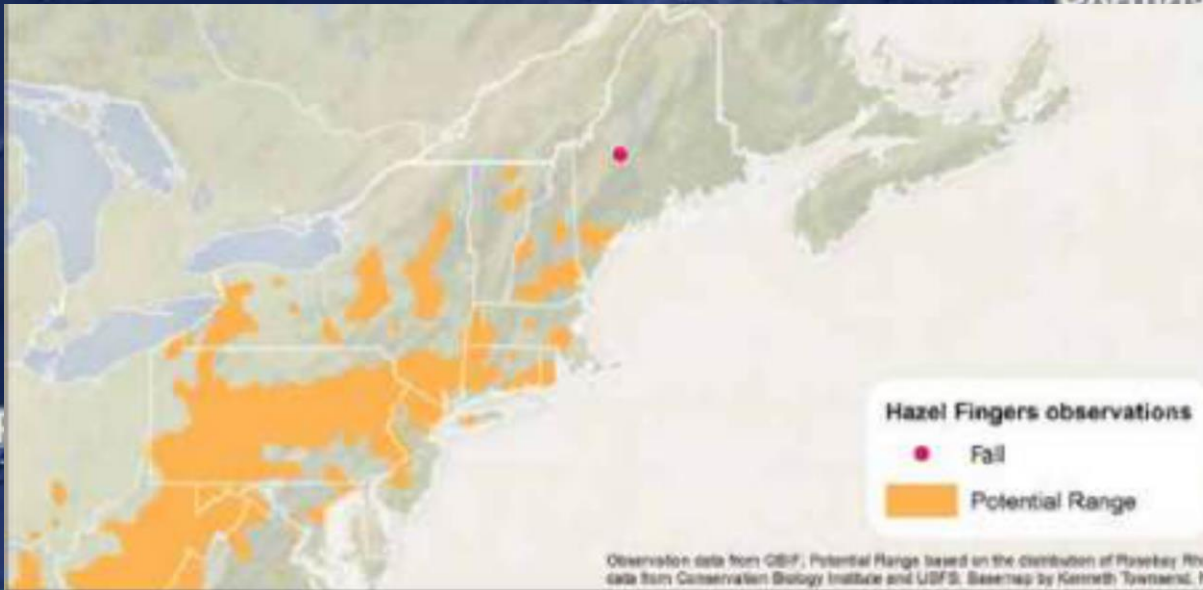 Hazel Fingers observations
Fall
Potential Range
Observation data from GBIF; Potential Range based on the distribution of Rosebay
data from Conservation Biology Institute and USFS. Basemap by Kenneth Townsend,